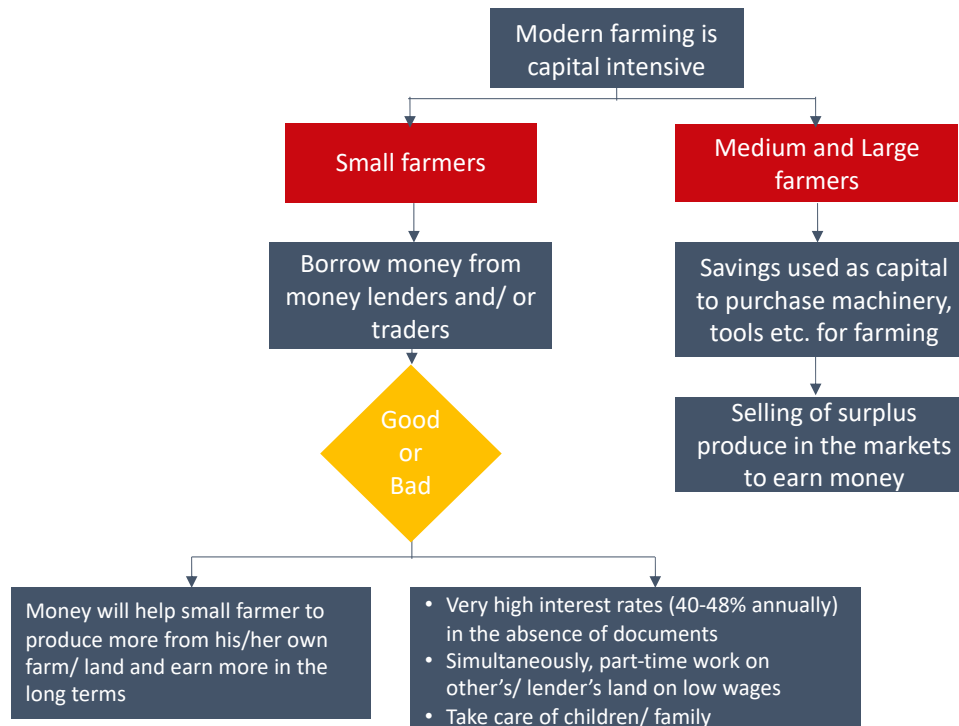 Modern farming is
capital intensive
Small farmers
Medium and Large
farmers
Borrow money from
money lenders and/ or
traders
Savings used as capital
to purchase machinery,
tools etc. for farming
Good
or
Bad
Selling of surplus
produce in the markets
to earn money
Money will help small farmer to
produce more from his/her own
farm/ land and earn more in the
long terms
• Very high interest rates (40-48% annually)
in the absence of documents
• Simultaneously, part-time work on
other's/ lender's land on low wages
• Take care of children/ family